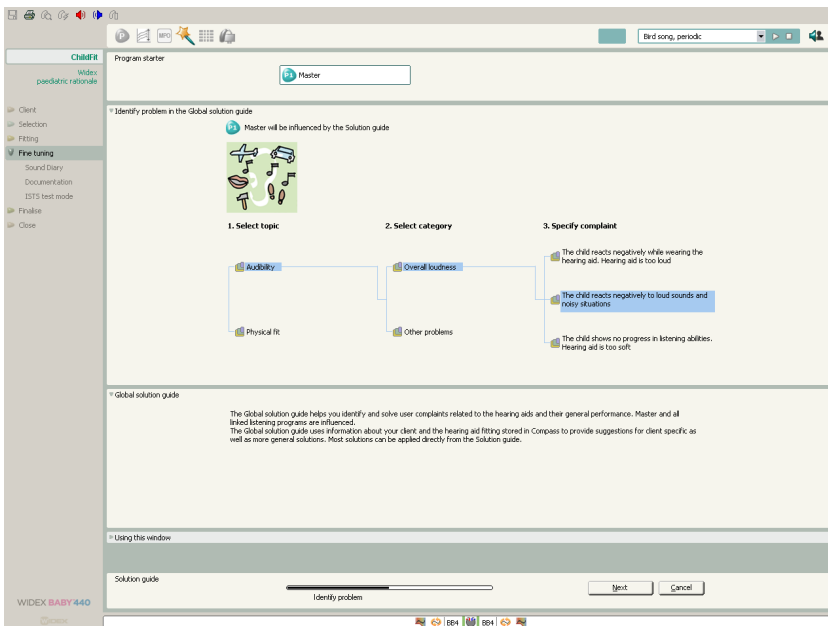 MPO
Bird song, periodic
ChildFit
Widex
paediatric rationale
Client
Selection
Fitting
Fine tuning
Sound Diary
Documentation
ISTS test mode
Finalise
Close
Program starter
P1 Master
Identify problem in the Global solution guide
P1 Master will be influenced by the Solution guide
1. Select topic
2. Select category
3. Specify complaint
Audibility
Physical fit
Overall loudness
Other problems
The child reacts negatively while wearing the
hearing aid. Hearing aid is too loud
The child reacts negatively to loud sounds and
noisy situations
The child shows no progress in listening abilities.
Hearing aid is too soft
Global solution guide
The Global solution guide helps you identify and solve user complaints related to the hearing aids and their general performance. Master and all
linked listening programs are influenced.
The Global solution guide uses information about your client and the hearing aid fitting stored in Compass to provide suggestions for client specific as
well as more general solutions. Most solutions can be applied directly from the Solution guide.
Using this window
Solution guide
Identify problem
Next
Cancel
WIDEX BABY440
BB4
BB4